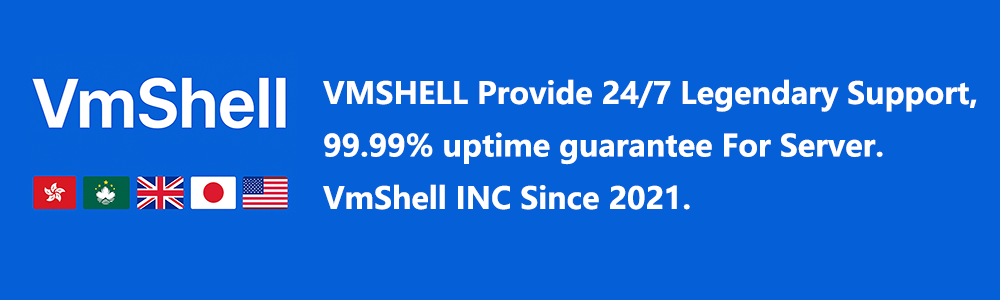 VmShell
VMSHELL Provide 24/7 Legendary Support,
99.99% uptime guarantee For Server.
VmShell INC Since 2021.